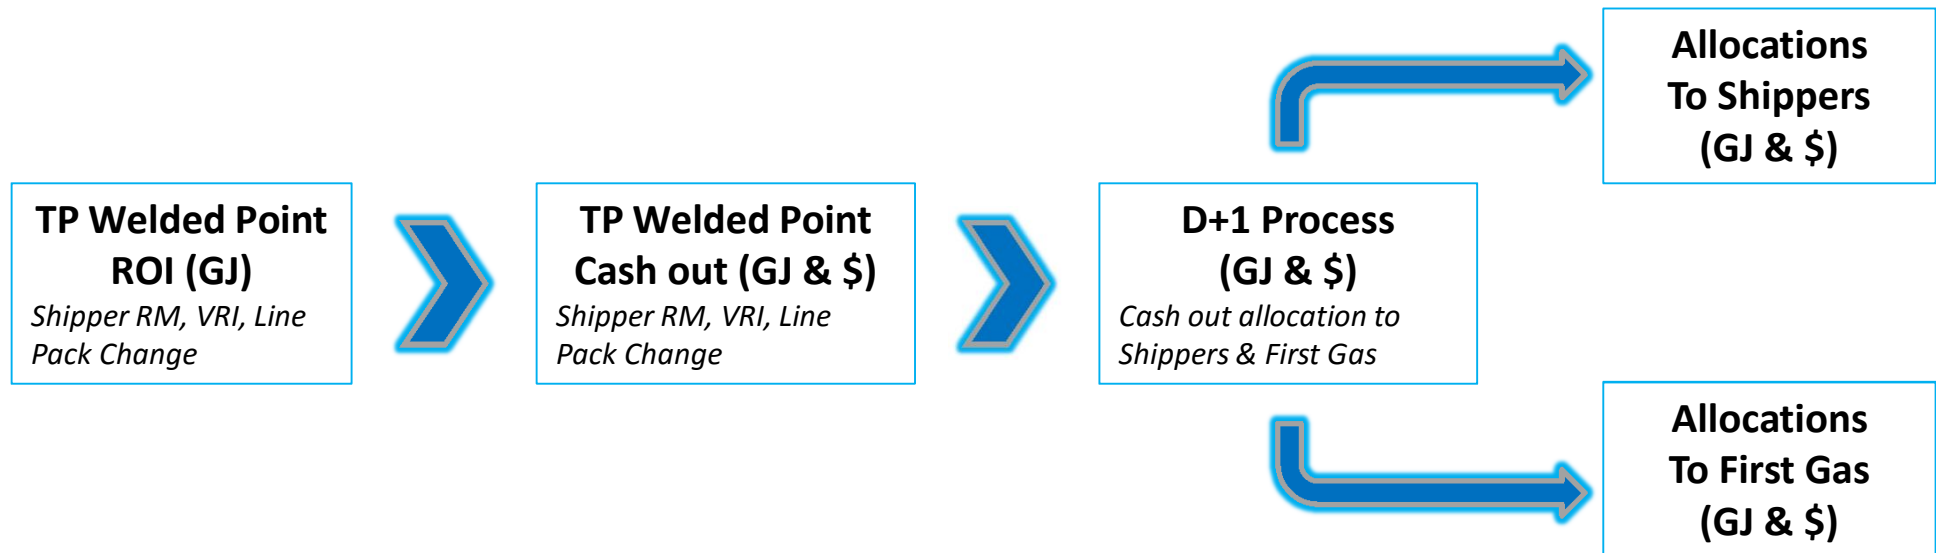 TP Welded Point
ROI (GJ)
Shipper RM, VRI, Line
Pack Change
TP Welded Point
Cash out (GJ & $)
Shipper RM, VRI, Line
Pack Change
D+1 Process
(GJ & $)
Cash out allocation to
Shippers & First Gas
Allocations
To Shippers
(GJ & $)
Allocations
To First Gas
(GJ & $)